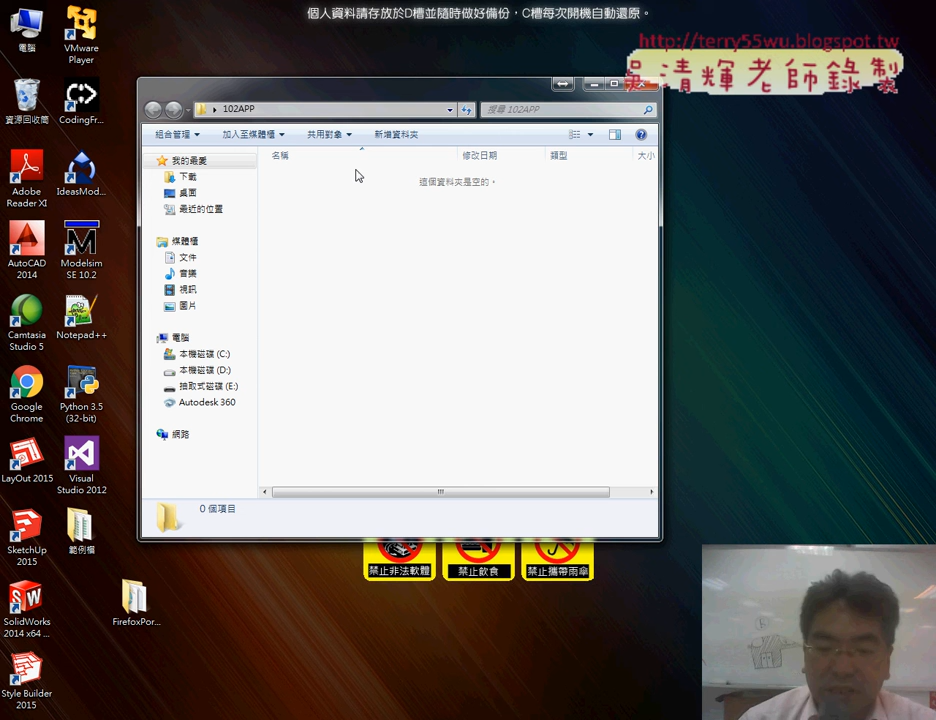 個人資料請存放於D槽並隨時做好備份，C槽每次開機自動還原。
http://terry55wu.blogspot.tw
吳清輝老師錄製
電腦
VMware Player
資源回收筒
CodingFr...
Adobe Reader XI
IdeasMod...
AutoCAD 2014
Modelsim SE 10.2
Camtasia Studio 5
Notepad++
Google Chrome
Python 3.5 (32-bit)
LayOut 2015
Visual Studio 2012
SketchUp 2015
範例檔
SolidWorks 2014 x64 ...
FirefoxPor...
Style Builder 2015
102APP
搜尋 102APP
組合管理
加入至媒體櫃
共用對象
新增資料夾
名稱
修改日期
類型
大小
這個資料夾是空的。
我的最愛
下載
桌面
最近的位置
媒體櫃
文件
音樂
視訊
圖片
電腦
本機磁碟 (C:)
本機磁碟 (D:)
抽取式磁碟 (E:)
Autodesk 360
網路
0 個項目
禁止非法軟體
禁止飲食
禁止攜帶雨傘